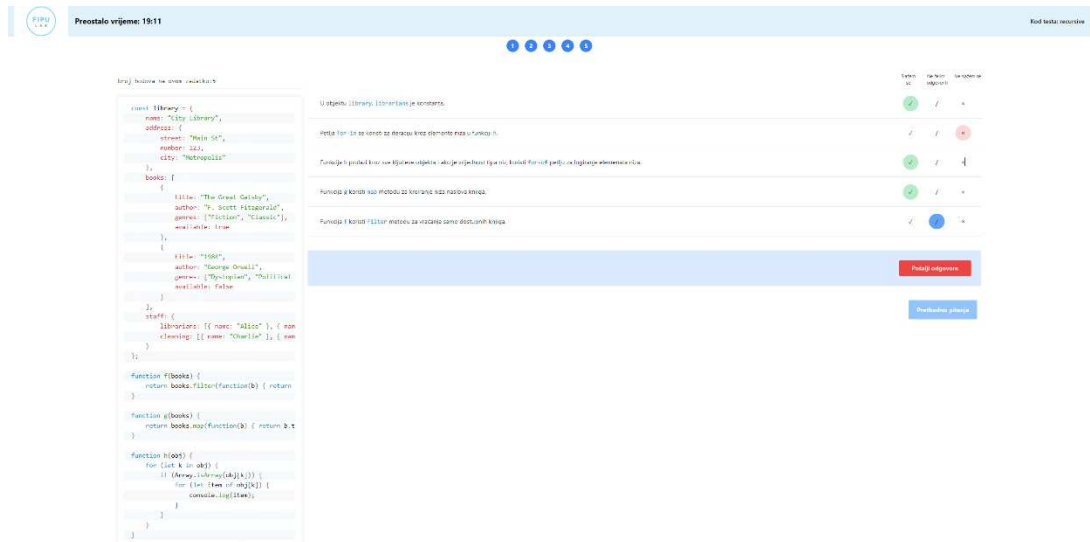 FIPU
LAB
Preostalo vrijeme: 19:11
Kod testa: recursive
1 2 3 4 5
Broj bodova na ovom zadatku:
Slažem se
Ne želim odgovoriti
Ne slažem se
const library = {
name: "City Library",
address: {
street: "Main St",
number: 123,
city: "Metropolis"
},
books: [
{
title: "The Great Gatsby",
author: "F. Scott Fitzgerald",
genres: ["Fiction", "Classic"],
available: true
},
{
title: "1984",
author: "George Orwell",
genres: ["Dystopian", "Political
available: false
}
],
staff: {
librarians: [{ name: "Alice" }, { nam
cleaning: [{ name: "Charlie" }, { nam
}
};
function f(books) {
return books.filter(function(b) { return
}
function g(books) {
return books.map(function(b) { return b.t
}
function h(obj) {
for (let k in obj) {
if (Array.isArray(obj[k])) {
for (let item of obj[k]) {
console.log(item);
}
}
}
}
U objektu library, librarians je konstanta.
Petlja for in se koristi za iteraciju kroz elemente niza u funkciji h.
Funkcija h prolazi kroz sve ključeve objekta i ako je vrijednost tipa niz, koristi for of petlju za logiranje elemenata niza.
Funkcija g koristi map metodu za kreiranje niza naslova knjiga.
Funkcija f koristi filter metodu za vraćanje samo dostupnih knjiga.
Pošalji odgovore
Prethodno pitanje